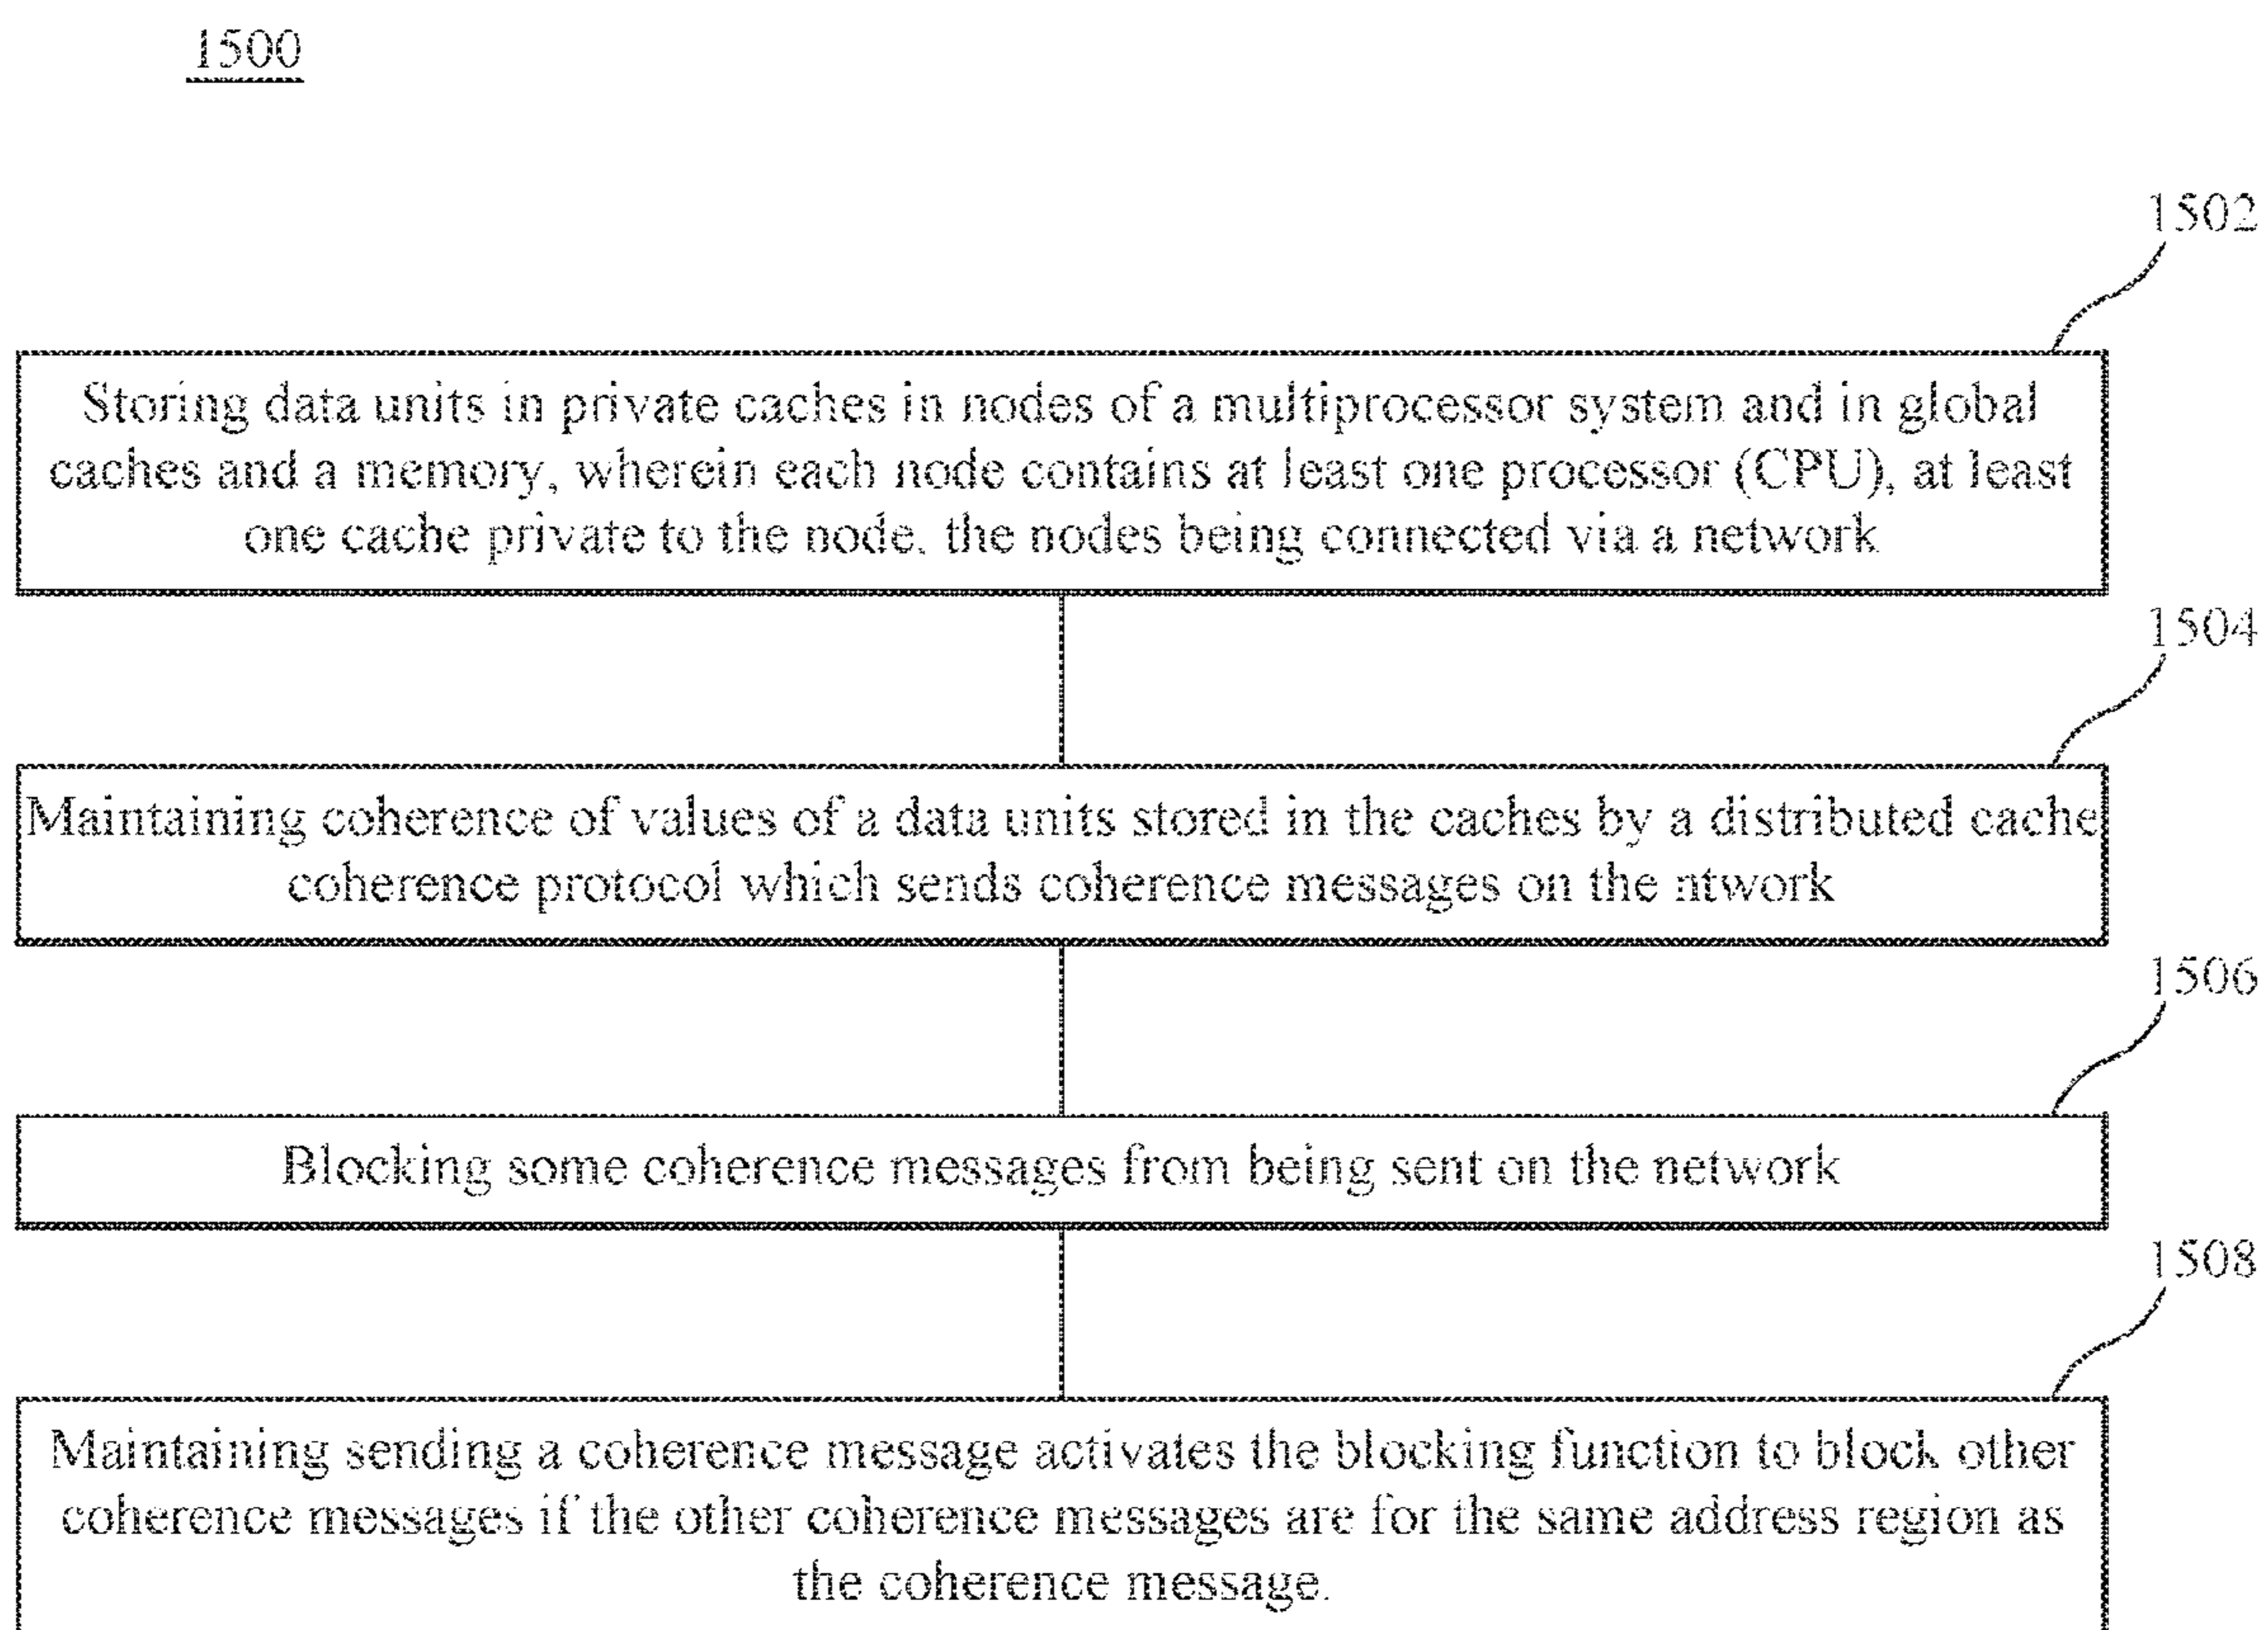 1500
1502
Storing data units in private caches in nodes of a multiprocessor system and in global
caches and a memory, wherein each node contains at least one processor (CPU), at least
one cache private to the node, the nodes being connected via a network
1504
Maintaining coherence of values of a data units stored in the caches by a distributed cache
coherence protocol which sends coherence messages on the ntwork
1506
Blocking some coherence messages from being sent on the network
1508
Maintaining sending a coherence message activates the blocking function to block other
coherence messages if the other coherence messages are for the same address region as
the coherence message.